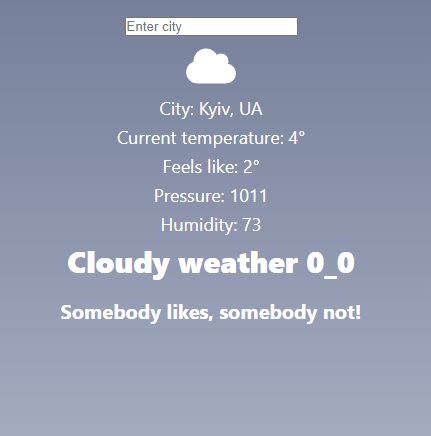 Enter city
City: Kyiv, UA
Current temperature: 4°
Feels like: 2°
Pressure: 1011
Humidity: 73
Cloudy weather 0_0
Somebody likes, somebody not!